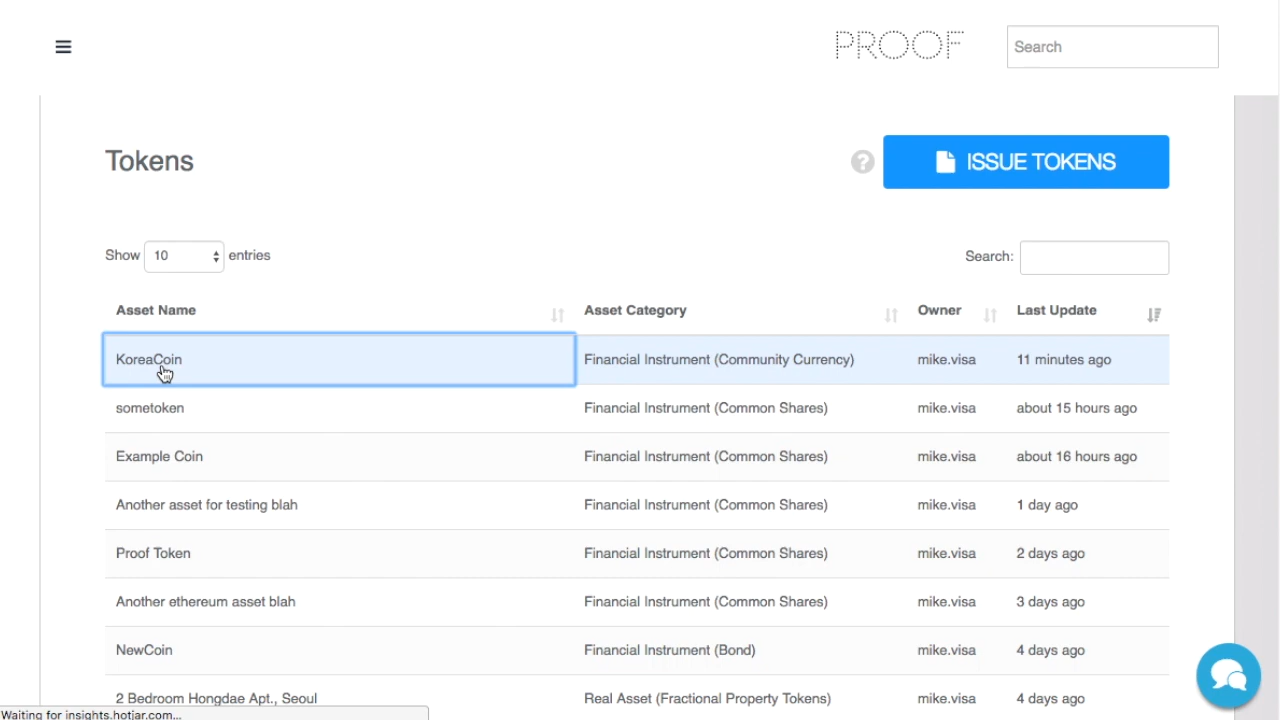 PROOF
Search
Tokens
? ISSUE TOKENS
Show 10 entries
Search:
Asset Name Asset Category Owner Last Update
KoreaCoin Financial Instrument (Community Currency) mike.visa 11 minutes ago
sometoken Financial Instrument (Common Shares) mike.visa about 15 hours ago
Example Coin Financial Instrument (Common Shares) mike.visa about 16 hours ago
Another asset for testing blah Financial Instrument (Common Shares) mike.visa 1 day ago
Proof Token Financial Instrument (Common Shares) mike.visa 2 days ago
Another ethereum asset blah Financial Instrument (Common Shares) mike.visa 3 days ago
NewCoin Financial Instrument (Bond) mike.visa 4 days ago
2 Bedroom Hongdae Apt., Seoul Real Asset (Fractional Property Tokens) mike.visa 4 days ago
Waiting for insights.hotjar.com...